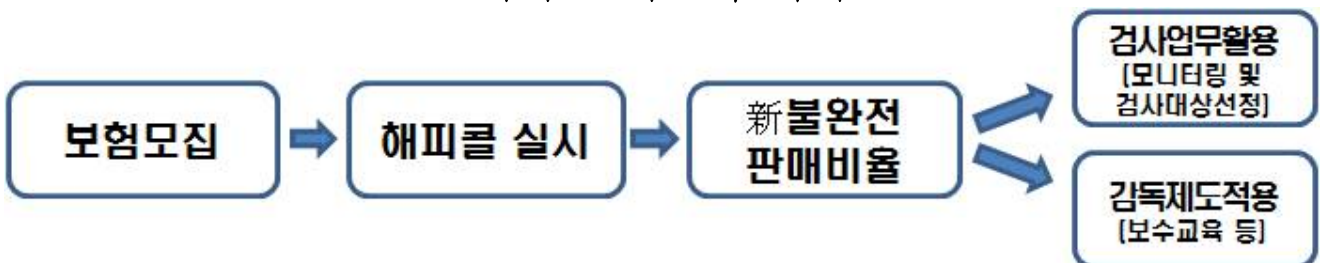 보험모집
해피콜 실시
新불완전
판매비율
검사업무활용
[모니터링 및
검사대상선정]
감독제도적용
[보수교육 등]